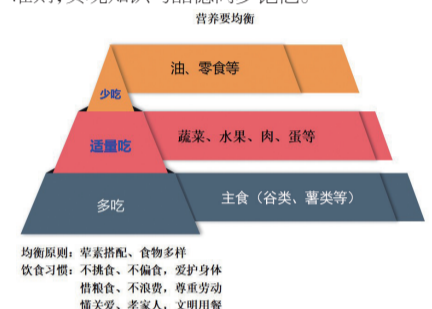 营养要均衡
油、零食等
少吃
蔬菜、水果、肉、蛋等
适量吃
主食（谷类、薯类等）
多吃
均衡原则：荤素搭配、食物多样
饮食习惯：不挑食、不偏食，爱护身体
惜粮食、不浪费，尊重劳动
懂关爱、孝家人，文明用餐